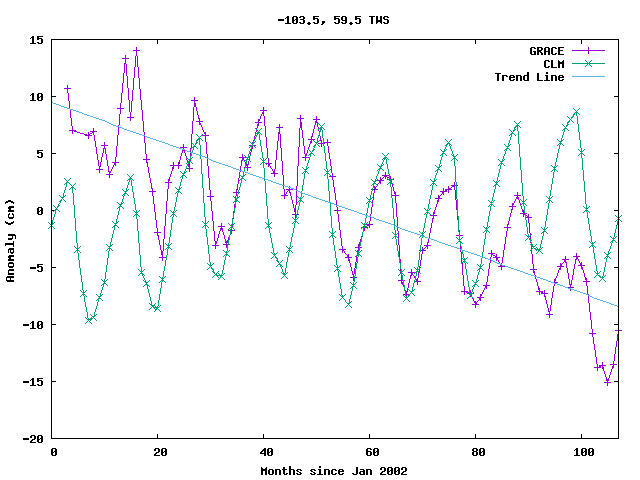 -103.5, 59.5 TWS
GRACE
CLM
Trend Line
15
10
5
0
-5
-10
-15
-20
Anomaly (cm)
0 20 40 60 80 100
Months since Jan 2002